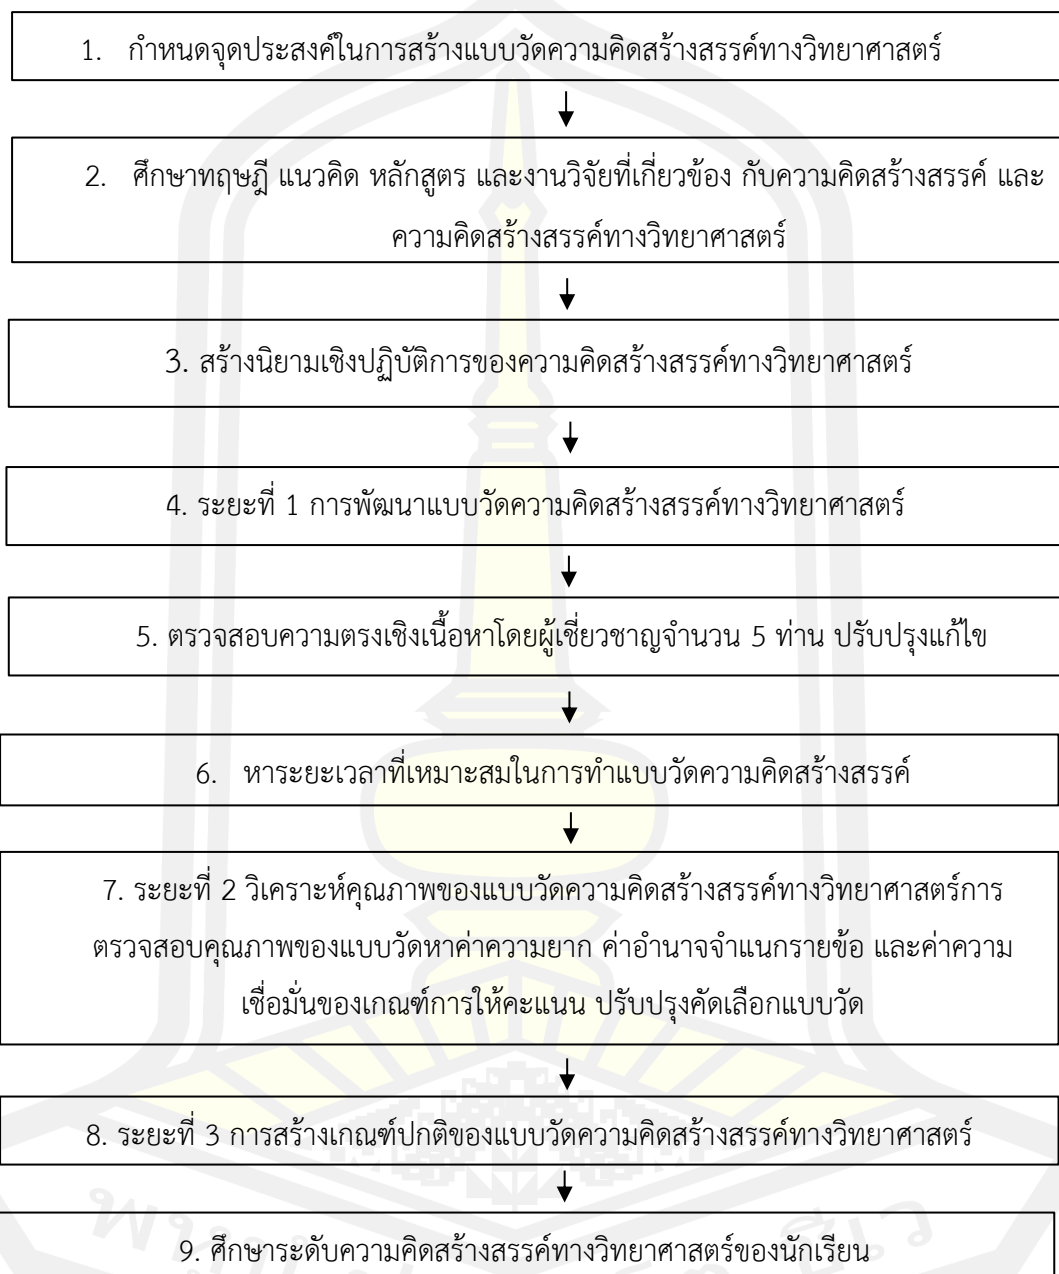 1. กำหนดจุดประสงค์ในการสร้างแบบวัดความคิดสร้างสรรค์ทางวิทยาศาสตร์
2. ศึกษาทฤษฎี แนวคิด หลักสูตร และงานวิจัยที่เกี่ยวข้อง กับความคิดสร้างสรรค์ และ
ความคิดสร้างสรรค์ทางวิทยาศาสตร์
3. สร้างนิยามเชิงปฏิบัติการของความคิดสร้างสรรค์ทางวิทยาศาสตร์
4. ระยะที่ 1 การพัฒนาแบบวัดความคิดสร้างสรรค์ทางวิทยาศาสตร์
5. ตรวจสอบความตรงเชิงเนื้อหาโดยผู้เชี่ยวชาญจำนวน 5 ท่าน ปรับปรุงแก้ไข
6. หาระยะเวลาที่เหมาะสมในการทำแบบวัดความคิดสร้างสรรค์
7. ระยะที่ 2 วิเคราะห์คุณภาพของแบบวัดความคิดสร้างสรรค์ทางวิทยาศาสตร์การ
ตรวจสอบคุณภาพของแบบวัดหาค่าความยาก ค่าอำนาจจำแนกรายข้อ และค่าความ
เชื่อมั่นของเกณฑ์การให้คะแนน ปรับปรุงคัดเลือกแบบวัด
8. ระยะที่ 3 การสร้างเกณฑ์ปกติของแบบวัดความคิดสร้างสรรค์ทางวิทยาศาสตร์
9. ศึกษาระดับความคิดสร้างสรรค์ทางวิทยาศาสตร์ของนักเรียน